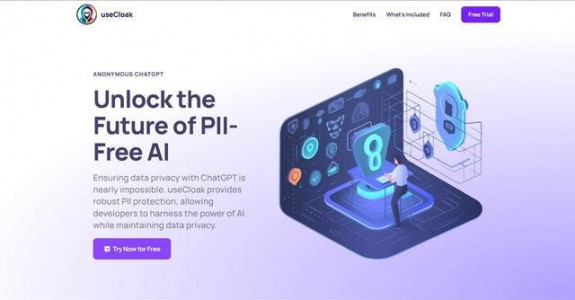 useCloak
Benefits
What's Included
FAQ
Free Trial
ANONYMOUS CHATGPT
Unlock the
Future of PII-
Free AI
Ensuring data privacy with ChatGPT is
nearly impossible. useCloak provides
robust PII protection, allowing
developers to harness the power of AI
while maintaining data privacy.
Try Now for Free
8